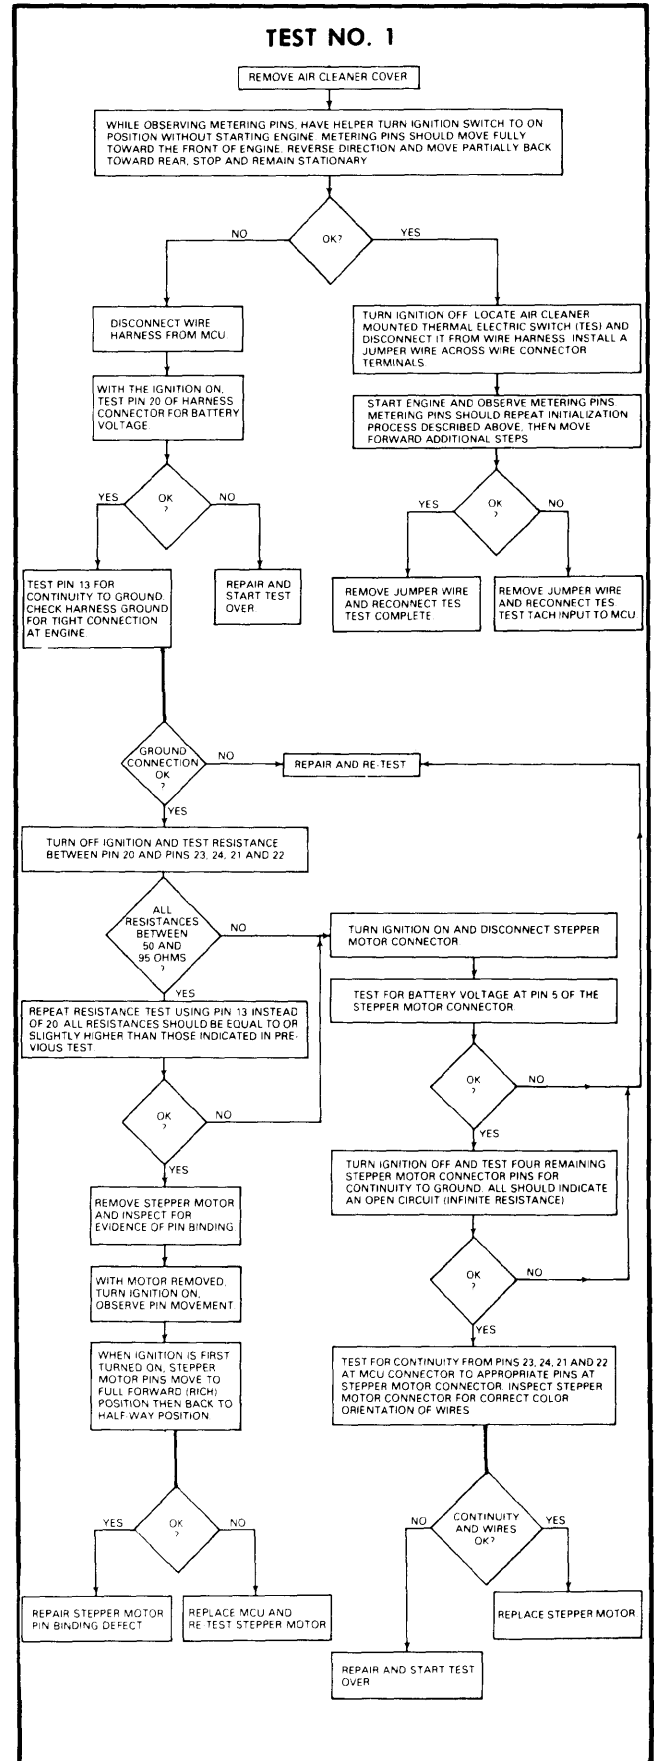 TEST NO. 1
REMOVE AIR CLEANER COVER
WHILE OBSERVING METERING PINS, HAVE HELPER TURN IGNITION SWITCH TO ON
POSITION WITHOUT STARTING ENGINE. METERING PINS SHOULD MOVE FULLY
TOWARD THE FRONT OF ENGINE. REVERSE DIRECTION AND MOVE PARTIALLY BACK
TOWARD REAR, STOP AND REMAIN STATIONARY
OK?
NO
YES
DISCONNECT WIRE
HARNESS FROM MCU.
WITH THE IGNITION ON,
TEST PIN 20 OF HARNESS
CONNECTOR FOR BATTERY
VOLTAGE.
OK
?
YES
NO
TEST PIN 13 FOR
CONTINUITY TO GROUND.
CHECK HARNESS GROUND
FOR TIGHT CONNECTION
AT ENGINE.
REPAIR AND
START TEST
OVER.
TURN IGNITION OFF LOCATE AIR CLEANER
MOUNTED THERMAL ELECTRIC SWITCH (TES) AND
DISCONNECT IT FROM WIRE HARNESS INSTALL A
JUMPER WIRE ACROSS WIRE CONNECTOR
TERMINALS.
START ENGINE AND OBSERVE METERING PINS
METERING PINS SHOULD REPEAT INITIALIZATION
PROCESS DESCRIBED ABOVE, THEN MOVE
FORWARD ADDITIONAL STEPS
OK
?
YES
NO
REMOVE JUMPER WIRE
AND RECONNECT TES
TEST COMPLETE
REMOVE JUMPER WIRE
AND RECONNECT TES
TEST TACH INPUT TO MCU.
GROUND
CONNECTION
OK
?
NO
YES
REPAIR AND RE-TEST
TURN OFF IGNITION AND TEST RESISTANCE
BETWEEN PIN 20 AND PINS 23, 24, 21 AND 22
ALL
RESISTANCES
BETWEEN
50 AND
95 OHMS
?
NO
YES
REPEAT RESISTANCE TEST USING PIN 13 INSTEAD
OF 20 ALL RESISTANCES SHOULD BE EQUAL TO OR
SLIGHTLY HIGHER THAN THOSE INDICATED IN PRE-
VIOUS TEST.
OK
?
NO
YES
REMOVE STEPPER MOTOR
AND INSPECT FOR
EVIDENCE OF PIN BINDING.
WITH MOTOR REMOVED,
TURN IGNITION ON,
OBSERVE PIN MOVEMENT.
WHEN IGNITION IS FIRST
TURNED ON, STEPPER
MOTOR PINS MOVE TO
FULL FORWARD (RICH)
POSITION THEN BACK TO
HALF-WAY POSITION
OK
?
YES
NO
REPAIR STEPPER MOTOR
PIN BINDING DEFECT
REPLACE MCU AND
RE-TEST STEPPER MOTOR
TURN IGNITION ON AND DISCONNECT STEPPER
MOTOR CONNECTOR.
TEST FOR BATTERY VOLTAGE AT PIN 5 OF THE
STEPPER MOTOR CONNECTOR.
OK
?
NO
YES
TURN IGNITION OFF AND TEST FOUR REMAINING
STEPPER MOTOR CONNECTOR PINS FOR
CONTINUITY TO GROUND. ALL SHOULD INDICATE
AN OPEN CIRCUIT (INFINITE RESISTANCE)
OK
?
NO
YES
TEST FOR CONTINUITY FROM PINS 23, 24, 21 AND 22
AT MCU CONNECTOR TO APPROPRIATE PINS AT
STEPPER MOTOR CONNECTOR. INSPECT STEPPER
MOTOR CONNECTOR FOR CORRECT COLOR
ORIENTATION OF WIRES
CONTINUITY
AND WIRES
OK?
NO
YES
REPLACE STEPPER MOTOR.
REPAIR AND START TEST
OVER